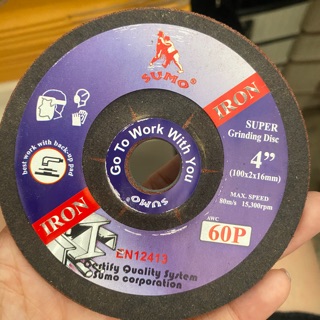 SUMO®
IRON
SUPER
Grinding Disc
4”
(100x2x16mm)
MAX. SPEED
80m/s 15,300rpm
AWC
60P
best work with back-up pad
Go To Work With You
SUMO®
IRON
EN12413
Certify Quality System
Sumo corporation